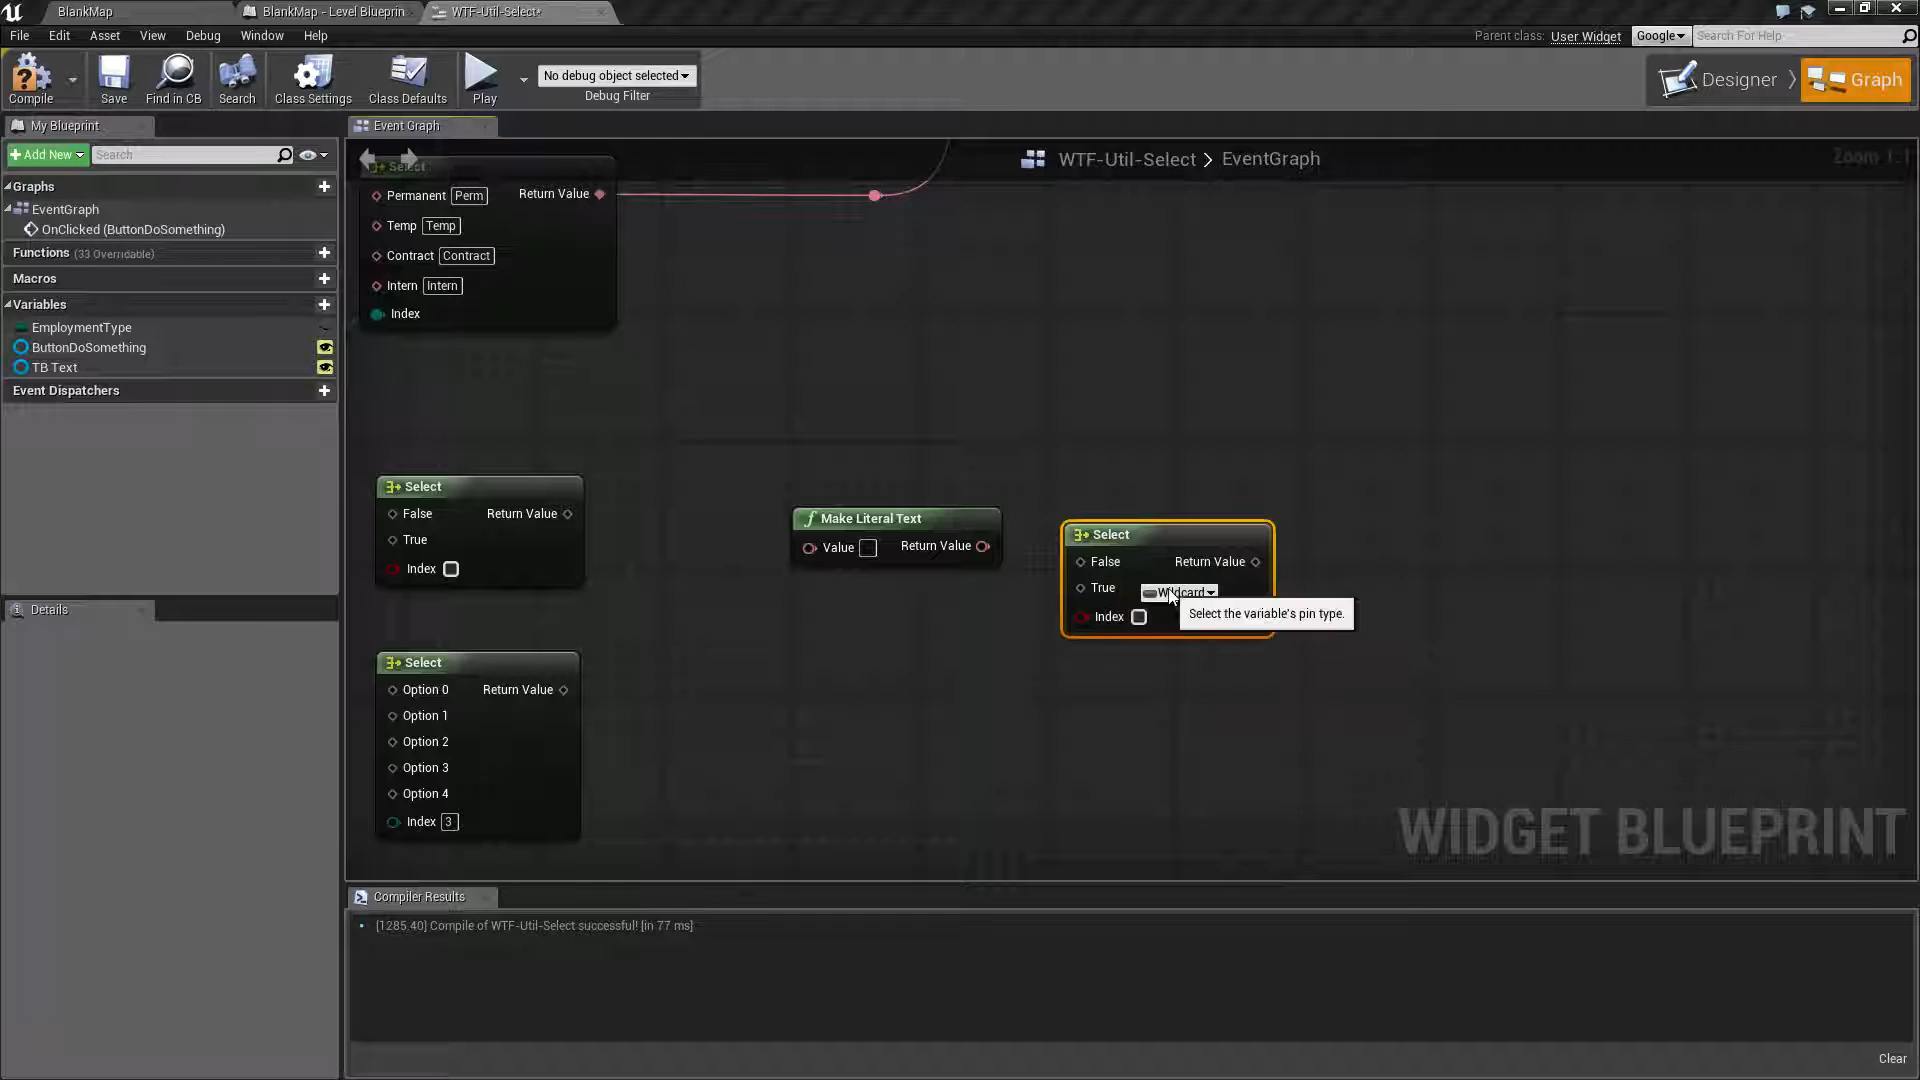 BlankMap
BlankMap - Level Blueprin
WTF-Util-Select*
File Edit Asset View Debug Window Help
Parent class: User Widget Google Search For Help
Compile Save Find in CB Search Class Settings Class Defaults Play
No debug object selected
Debug Filter
Designer Graph
My Blueprint
Add New Search
Graphs
EventGraph
OnClicked (ButtonDoSomething)
Functions (33 Overridable)
Macros
Variables
EmploymentType
ButtonDoSomething
TB Text
Event Dispatchers
Details
Event Graph
WTF-Util-Select > EventGraph
Zoom 1:1
Select
Permanent Perm Return Value
Temp Temp
Contract Contract
Intern Intern
Index
Select
False Return Value
True
Index
Make Literal Text
Value Return Value
Select
False Return Value
True Wildcard
Index
Select the variable's pin type.
Select
Option 0 Return Value
Option 1
Option 2
Option 3
Option 4
Index 3
WIDGET BLUEPRINT
Compiler Results
[1285.40] Compile of WTF-Util-Select successful! [in 77 ms]
Clear